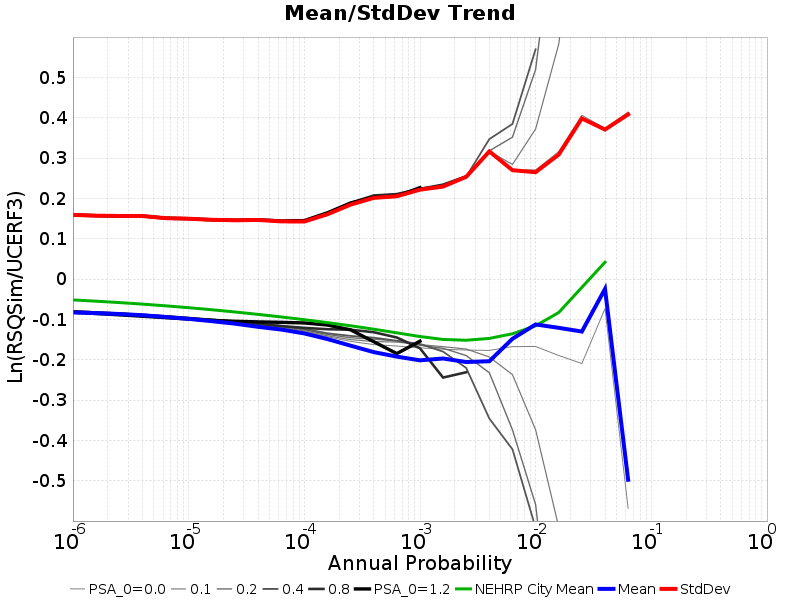 Mean/StdDev Trend
Ln(RSQSim/UCERF3)
0.5
0.4
0.3
0.2
0.1
0
-0.1
-0.2
-0.3
-0.4
-0.5
10^-6 10^-5 10^-4 10^-3 10^-2 10^-1 10^0
Annual Probability
PSA_0=0.0 0.1 0.2 0.4 0.8 PSA_0=1.2 NEHRP City Mean Mean StdDev